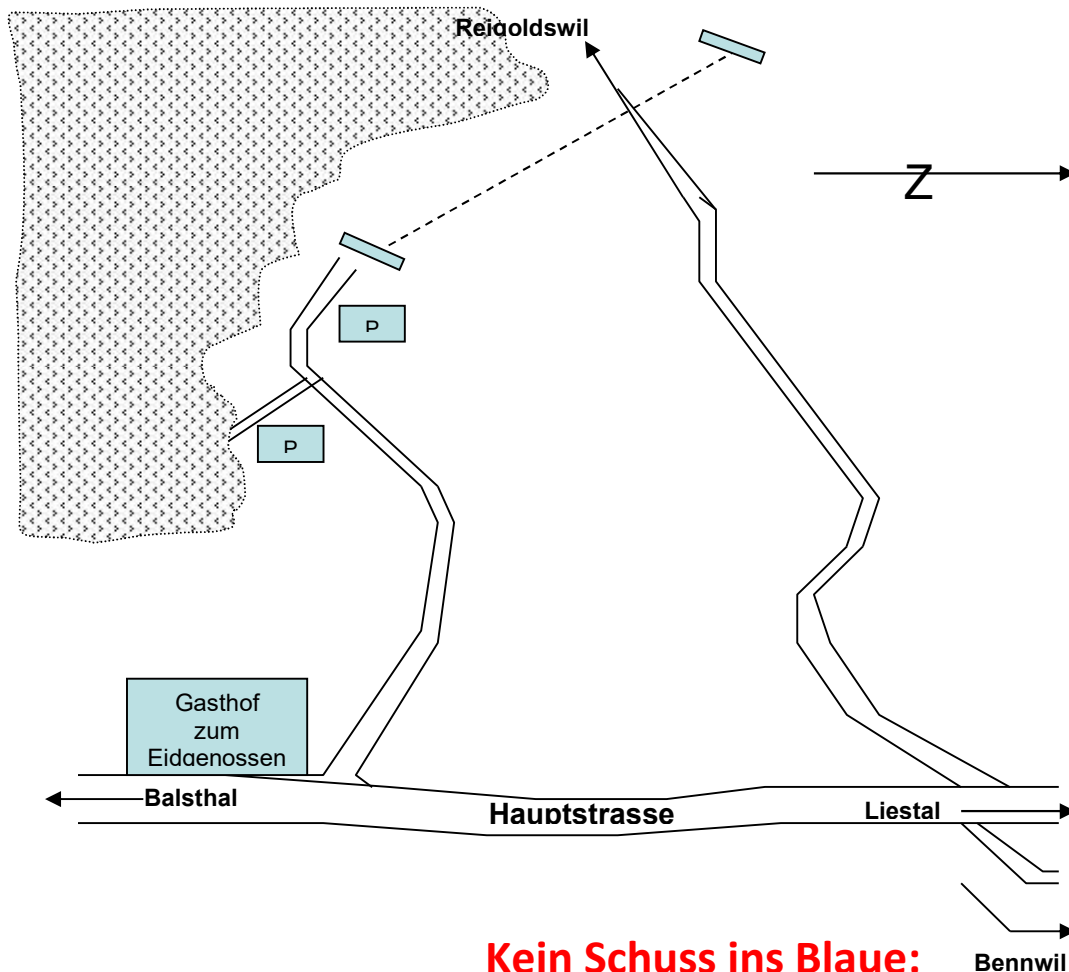 Reigoldswil
Z
P
P
Gasthof
zum
Eidgenossen
Balsthal
Hauptstrasse
Liestal
Kein Schuss ins Blaue:
Bennwil